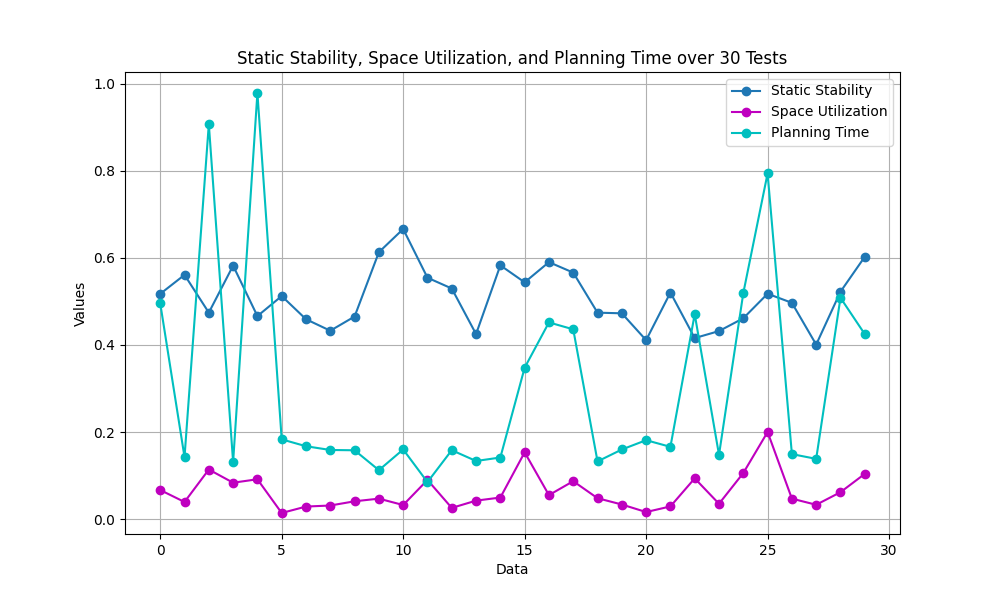 Static Stability, Space Utilization, and Planning Time over 30 Tests
Static Stability
Space Utilization
Planning Time
Values
1.0
0.8
0.6
0.4
0.2
0.0
0 5 10 15 20 25 30
Data